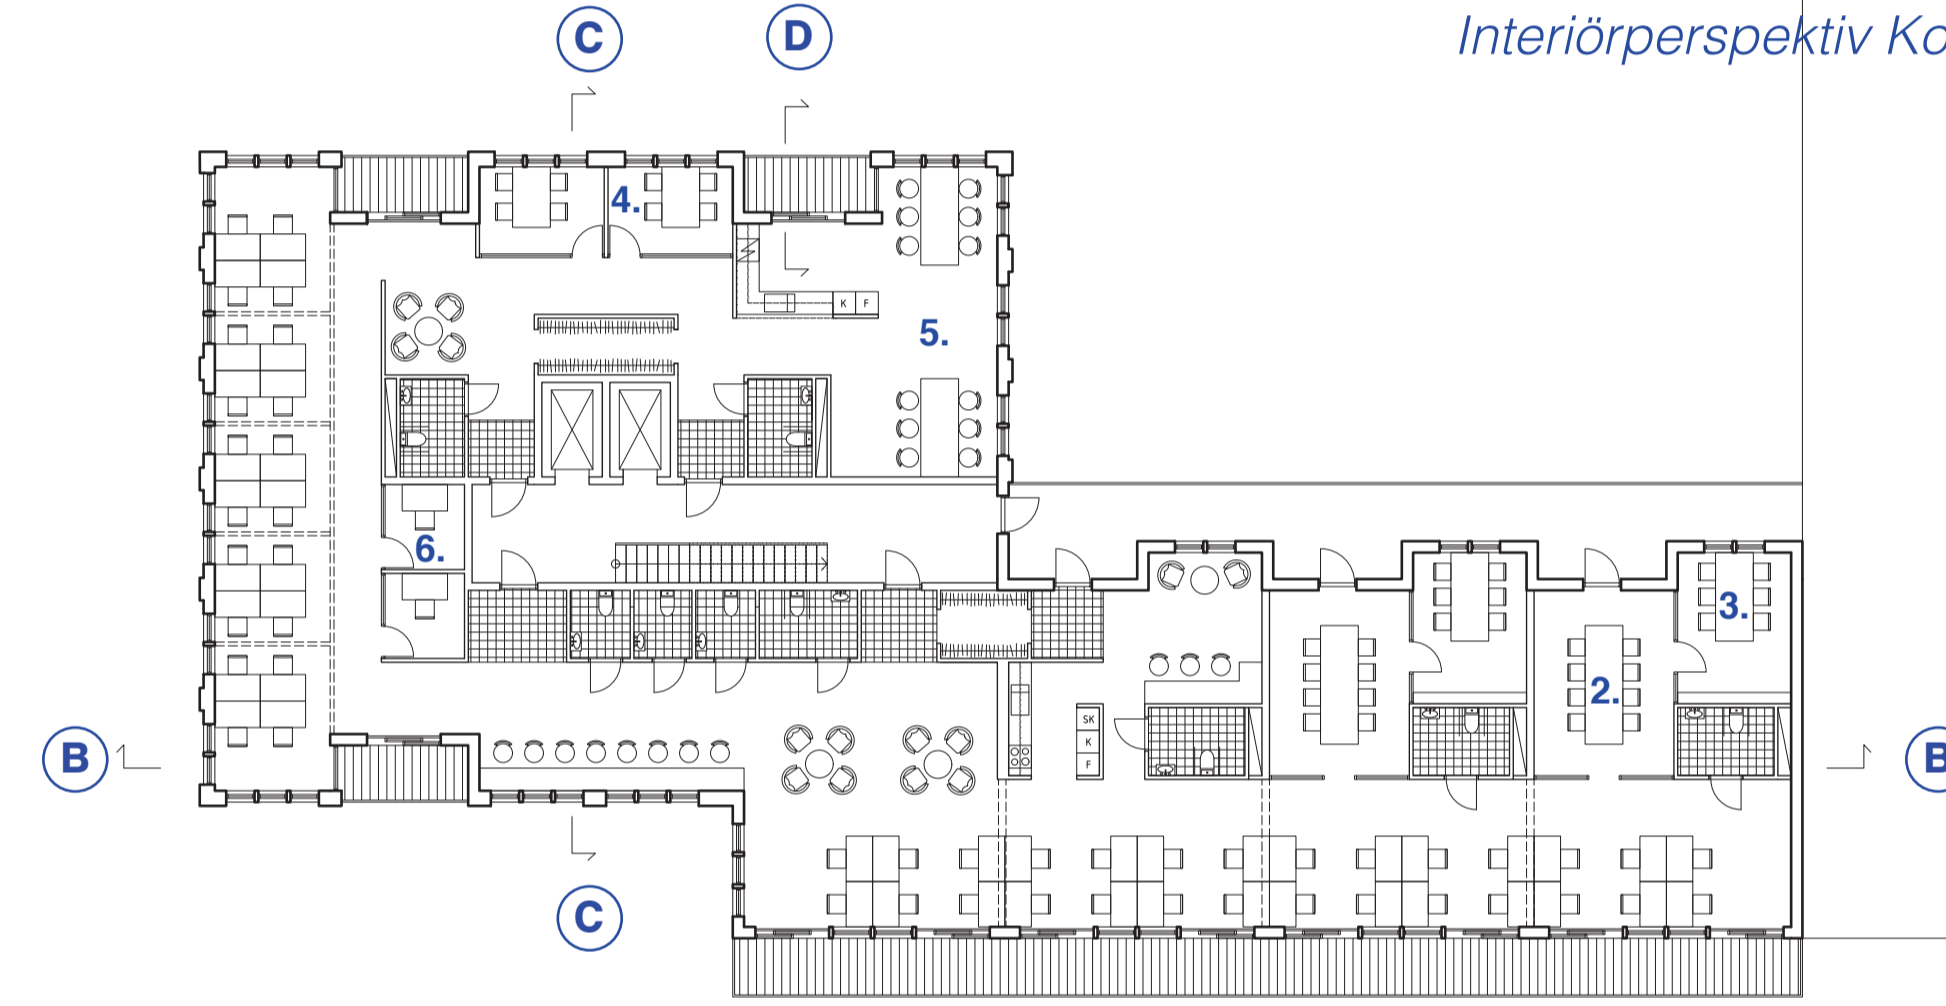 C
D
Interiörperspektiv Ko
4.
K F
5.
6.
3.
2.
SK
K
F
B
B
C